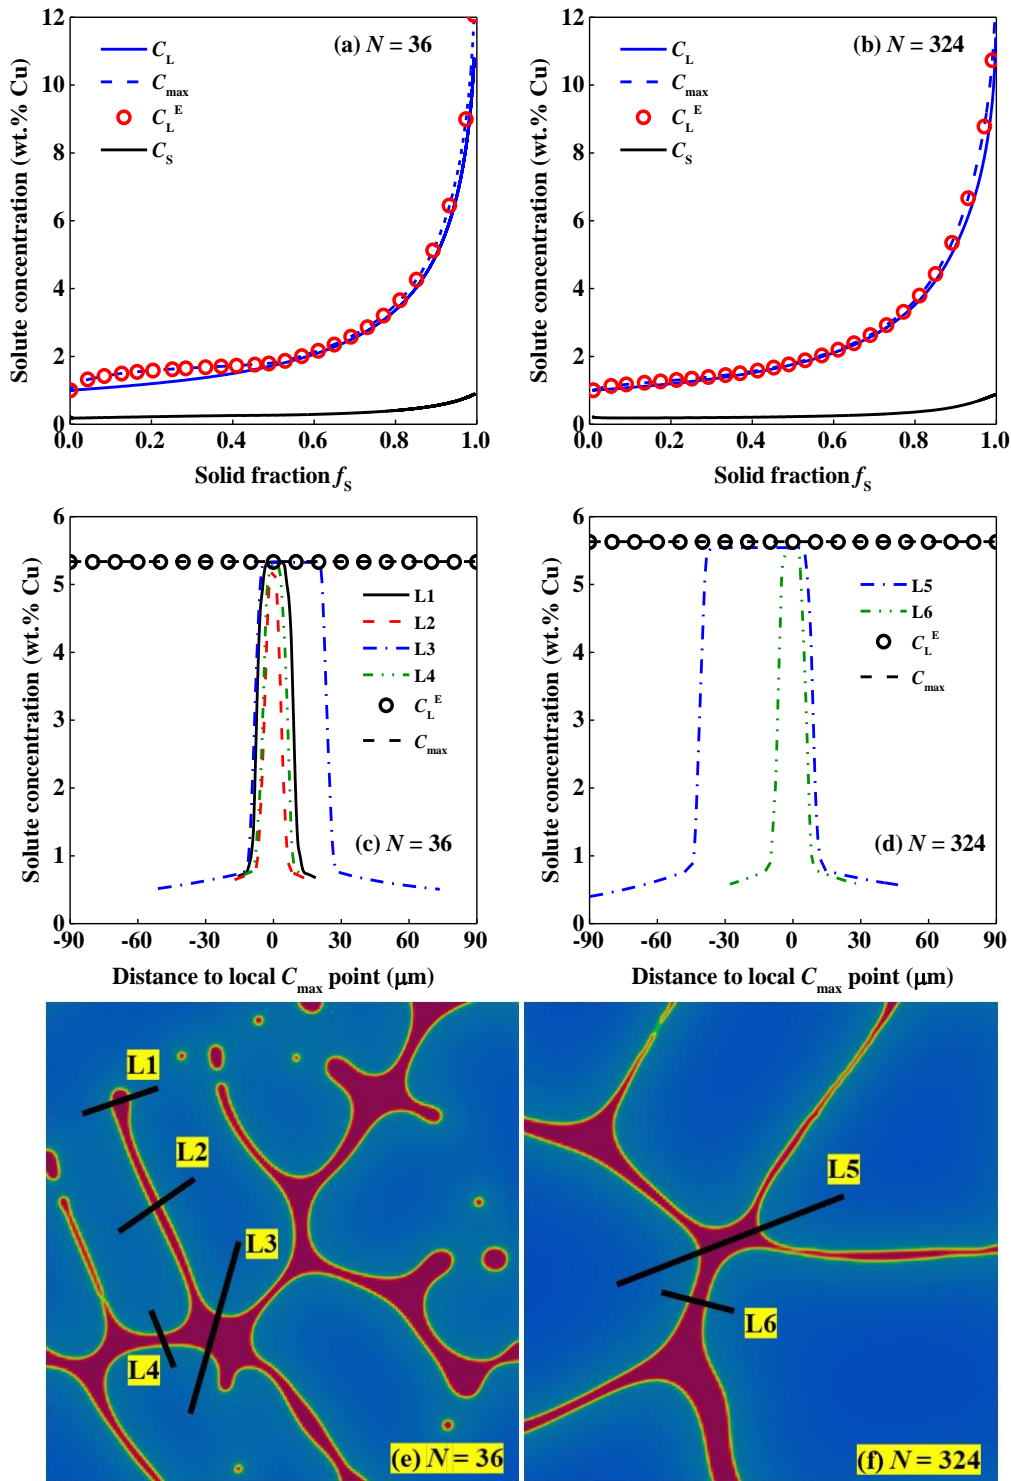 12
10
8
6
4
2
0
Solute concentration (wt.% Cu)
C_L
C_max
C_L^E
C_S
(a) N = 36
0.0 0.2 0.4 0.6 0.8 1.0
Solid fraction f_S
12
10
8
6
4
2
0
Solute concentration (wt.% Cu)
C_L
C_max
C_L^E
C_S
(b) N = 324
0.0 0.2 0.4 0.6 0.8 1.0
Solid fraction f_S
6
5
4
3
2
1
0
Solute concentration (wt.% Cu)
L1
L2
L3
L4
C_L^E
C_max
(c) N = 36
-90 -60 -30 0 30 60 90
Distance to local C_max point (μm)
6
5
4
3
2
1
0
Solute concentration (wt.% Cu)
L5
L6
C_L^E
C_max
(d) N = 324
-90 -60 -30 0 30 60 90
Distance to local C_max point (μm)
L1
L2
L3
L4
(e) N = 36
L5
L6
(f) N = 324